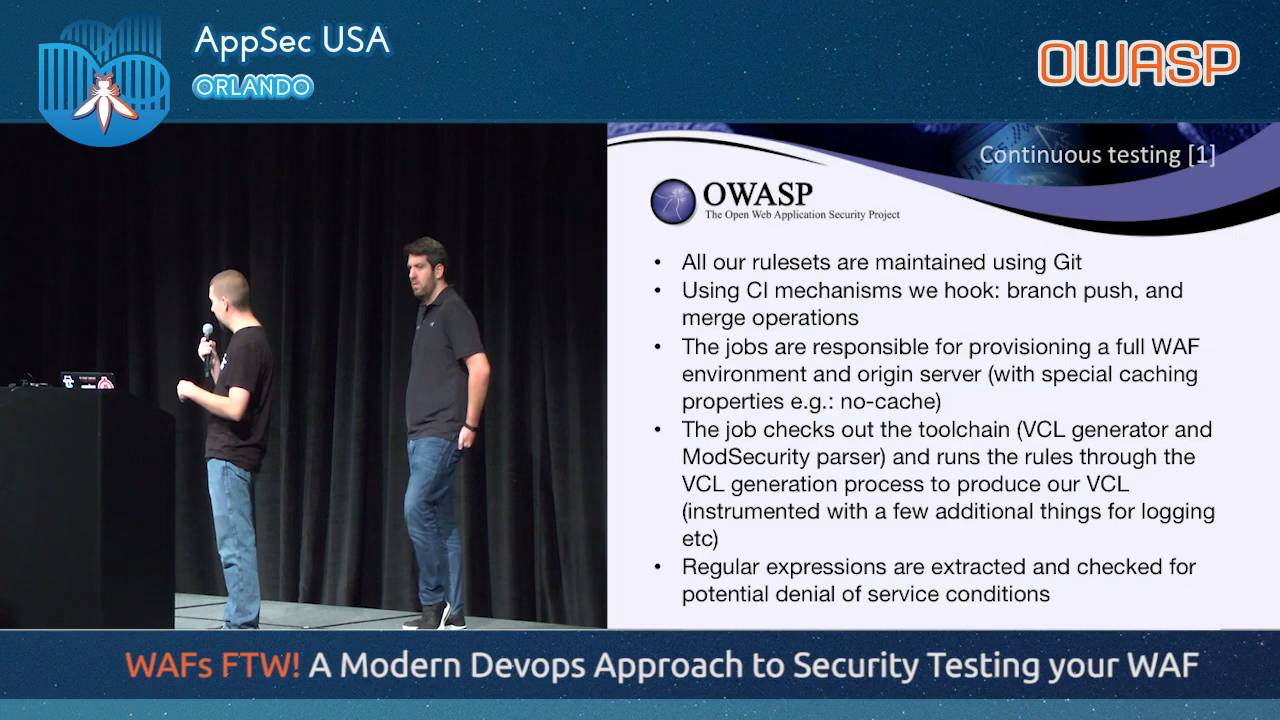 AppSec USA
ORLANDO
OWASP
Continuous testing [1]
OWASP
The Open Web Application Security Project
• All our rulesets are maintained using Git
• Using CI mechanisms we hook: branch push, and
merge operations
• The jobs are responsible for provisioning a full WAF
environment and origin server (with special caching
properties e.g.: no-cache)
• The job checks out the toolchain (VCL generator and
ModSecurity parser) and runs the rules through the
VCL generation process to produce our VCL
(instrumented with a few additional things for logging
etc)
• Regular expressions are extracted and checked for
potential denial of service conditions
WAFs FTW! A Modern Devops Approach to Security Testing your WAF